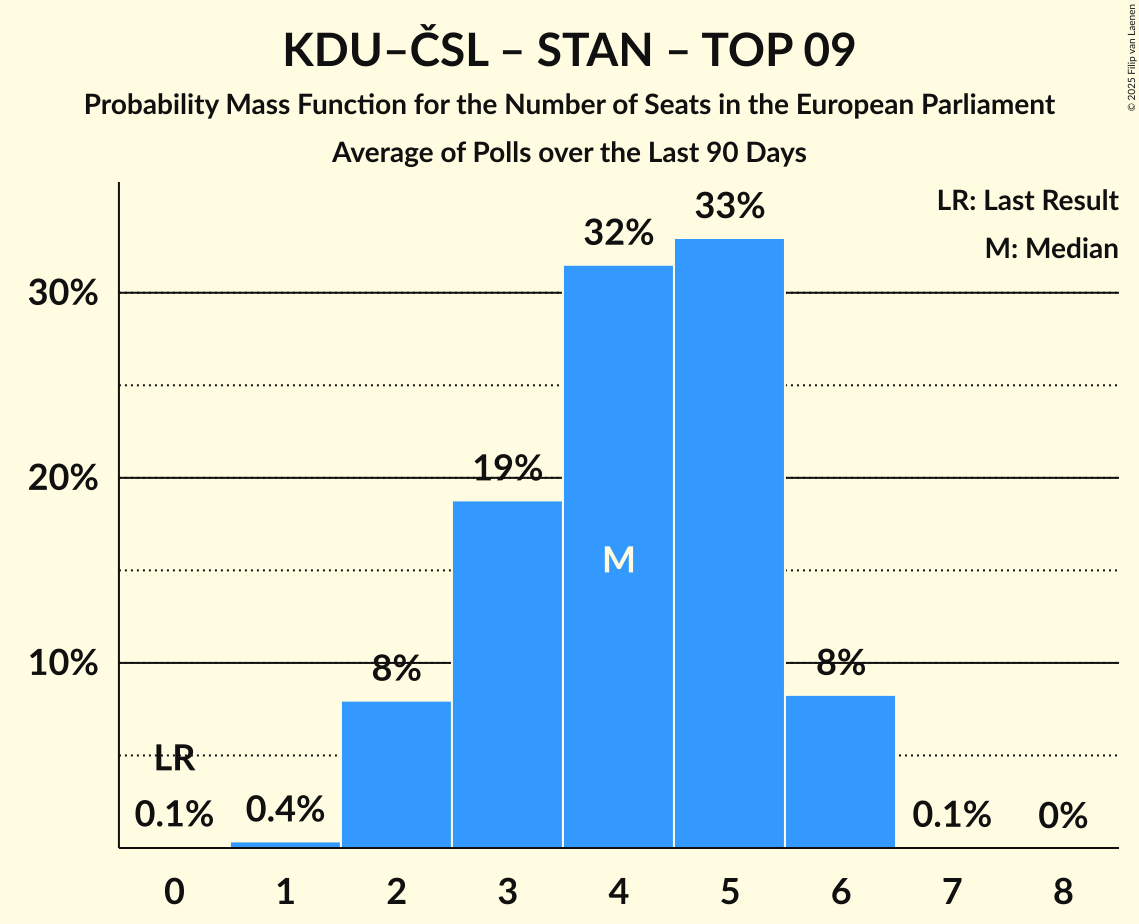 KDU–ČSL – STAN – TOP 09
Probability Mass Function for the Number of Seats in the European Parliament
Average of Polls over the Last 90 Days
© 2025 Filip van Laenen
LR: Last Result
M: Median
33%
32%
30%
19%
20%
M
8%
8%
10%
LR
0.1%
0.4%
0.1%
0%
0 1 2 3 4 5 6 7 8